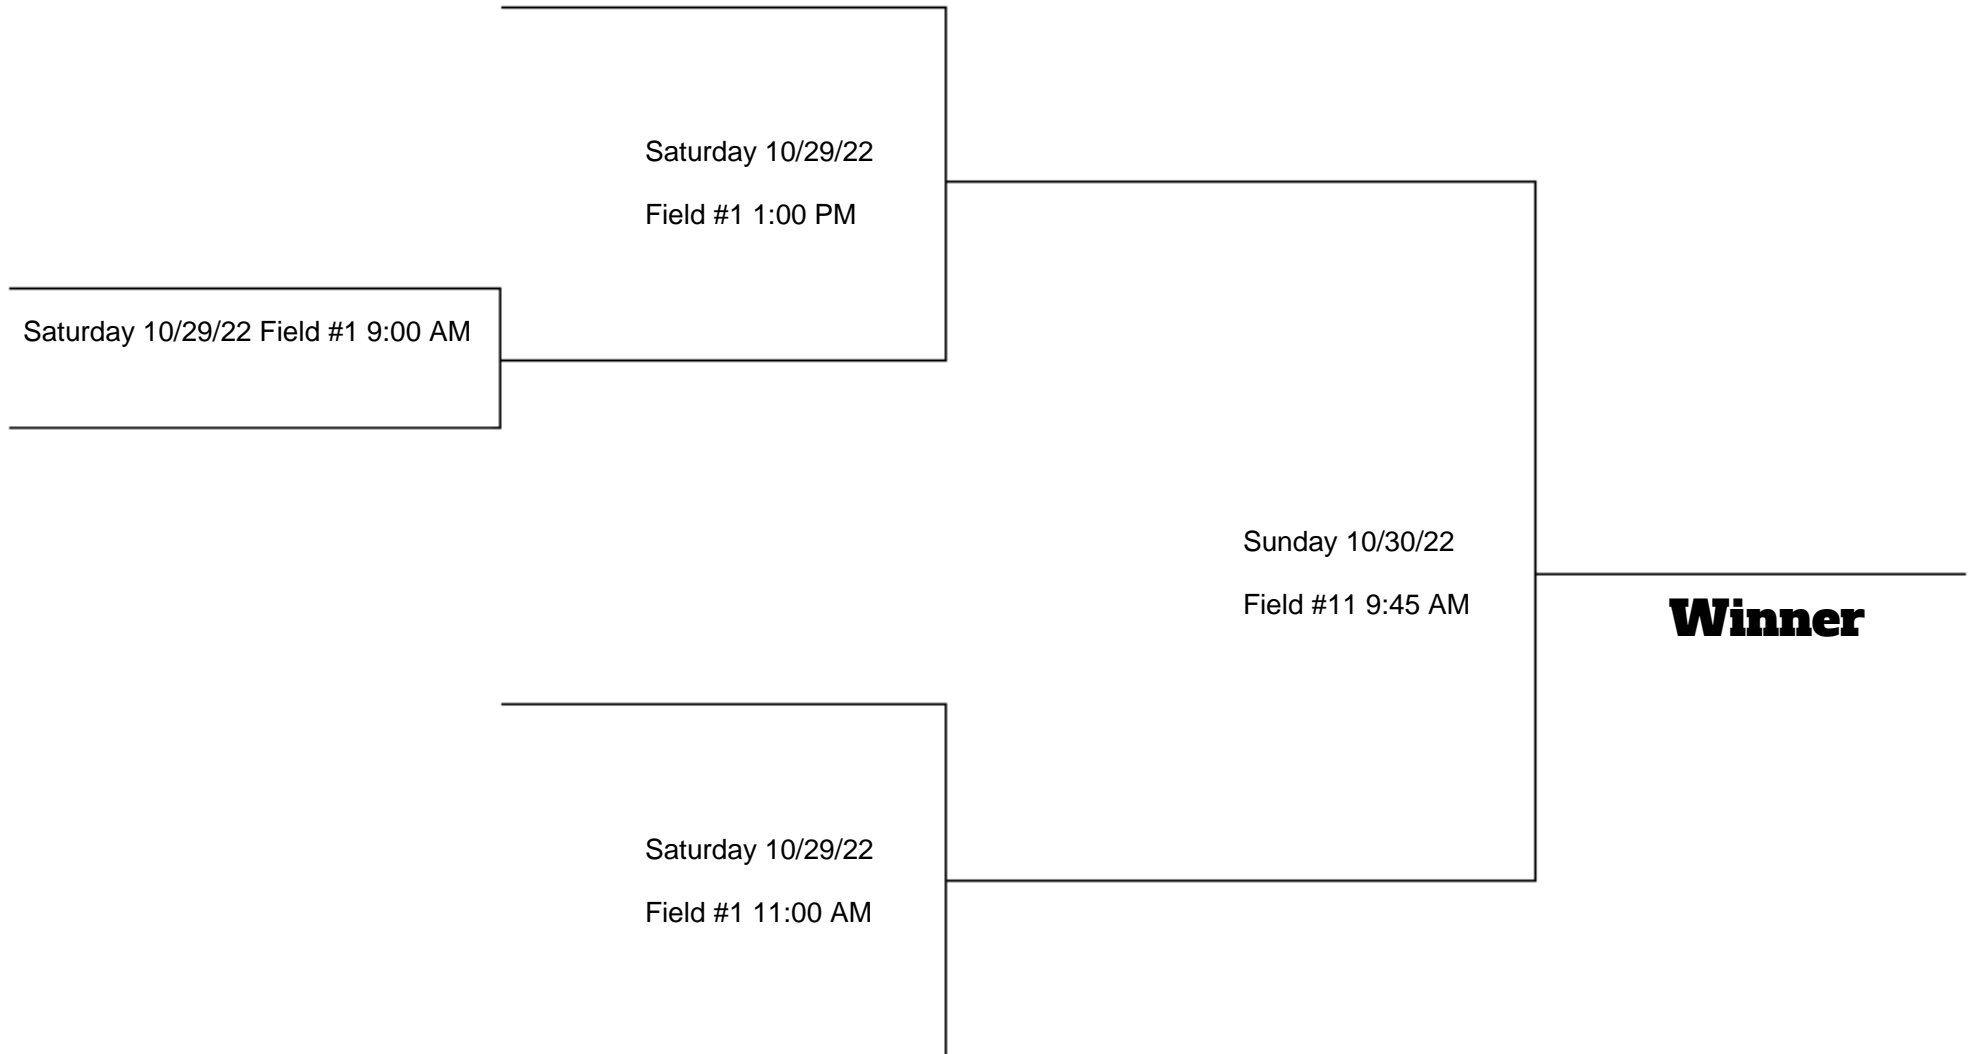 Saturday 10/29/22
Field #1 1:00 PM
Saturday 10/29/22 Field #1 9:00 AM
Sunday 10/30/22
Field #11 9:45 AM
Winner
Saturday 10/29/22
Field #1 11:00 AM